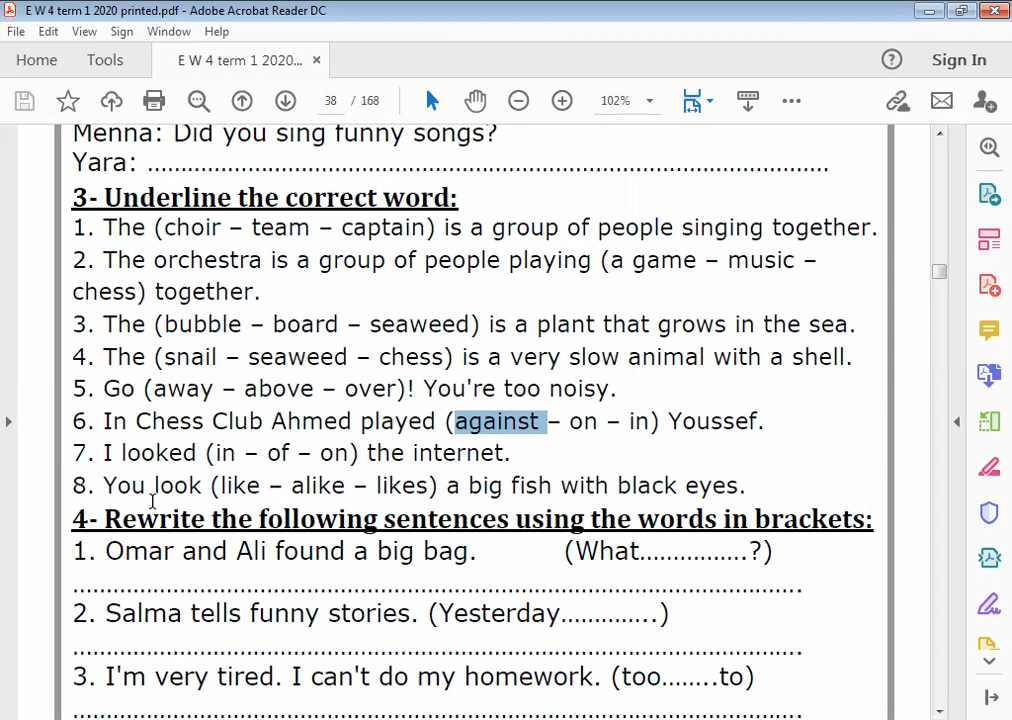 E W 4 term 1 2020 printed.pdf - Adobe Acrobat Reader DC
File Edit View Sign Window Help
Home Tools E W 4 term 1 2020... × Sign In
38 / 168 102%
Menna: Did you sing funny songs?
Yara: ......................................................................................................
3- Underline the correct word:
1. The (choir – team – captain) is a group of people singing together.
2. The orchestra is a group of people playing (a game – music –
chess) together.
3. The (bubble – board – seaweed) is a plant that grows in the sea.
4. The (snail – seaweed – chess) is a very slow animal with a shell.
5. Go (away – above – over)! You're too noisy.
6. In Chess Club Ahmed played (against – on – in) Youssef.
7. I looked (in – of – on) the internet.
8. You look (like – alike – likes) a big fish with black eyes.
4- Rewrite the following sentences using the words in brackets:
1. Omar and Ali found a big bag. (What................?)
.............................................................................................................
2. Salma tells funny stories. (Yesterday..............)
.............................................................................................................
3. I'm very tired. I can't do my homework. (too........to)
.............................................................................................................